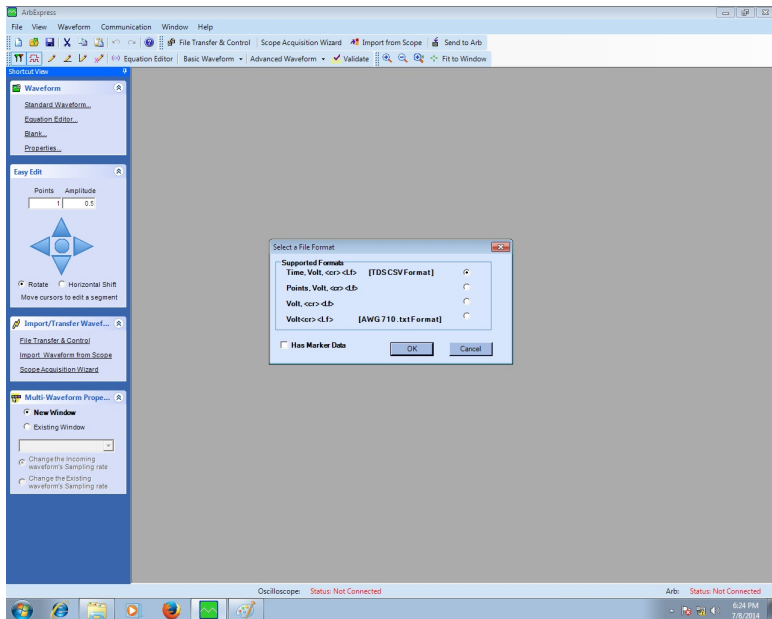 ArbExpress
File View Waveform Communication Window Help
File Transfer & Control Scope Acquisition Wizard Import from Scope Send to Arb
Equation Editor Basic Waveform Advanced Waveform Validate Fit to Window
Shortcut View
Waveform
Standard Waveform...
Equation Editor...
Blank...
Properties...
Easy Edit
Points Amplitude
1 0.5
Rotate Horizontal Shift
Move cursors to edit a segment
Import/Transfer Wavef...
File Transfer & Control
Import Waveform from Scope
Scope Acquisition Wizard
Multi-Waveform Prope...
New Window
Existing Window
Change the Incoming
waveform's Sampling rate
Change the Existing
waveform's Sampling rate
Select a File Format
Supported Formats
Time, Volt, <cr> <Lf> [TDS CSV Format]
Points, Volt, <cr> <Lf>
Volt, <cr> <Lf>
Volt<cr> <Lf> [AWG 710 .txt Format]
Has Marker Data
OK Cancel
Oscilloscope: Status: Not Connected Arb: Status: Not Connected
6:24 PM
7/8/2014